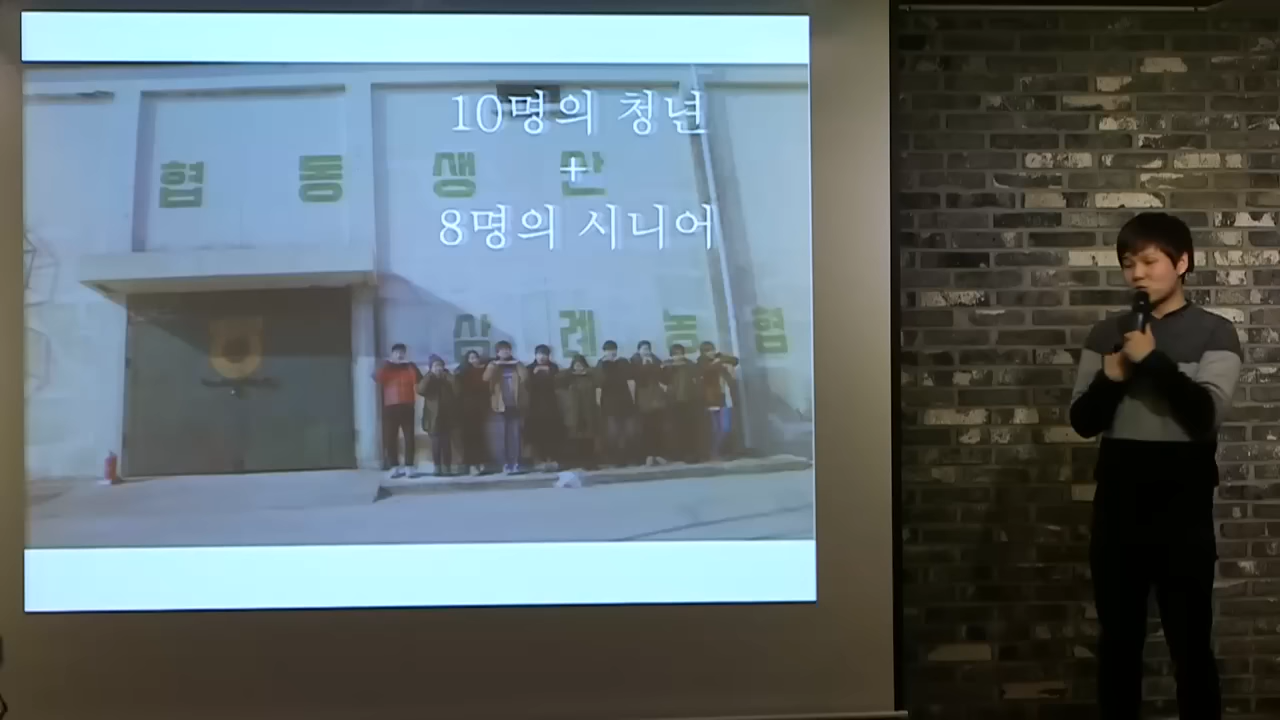 10명의 청년
+
8명의 시니어
협 동 생 산
삼 례 농 협